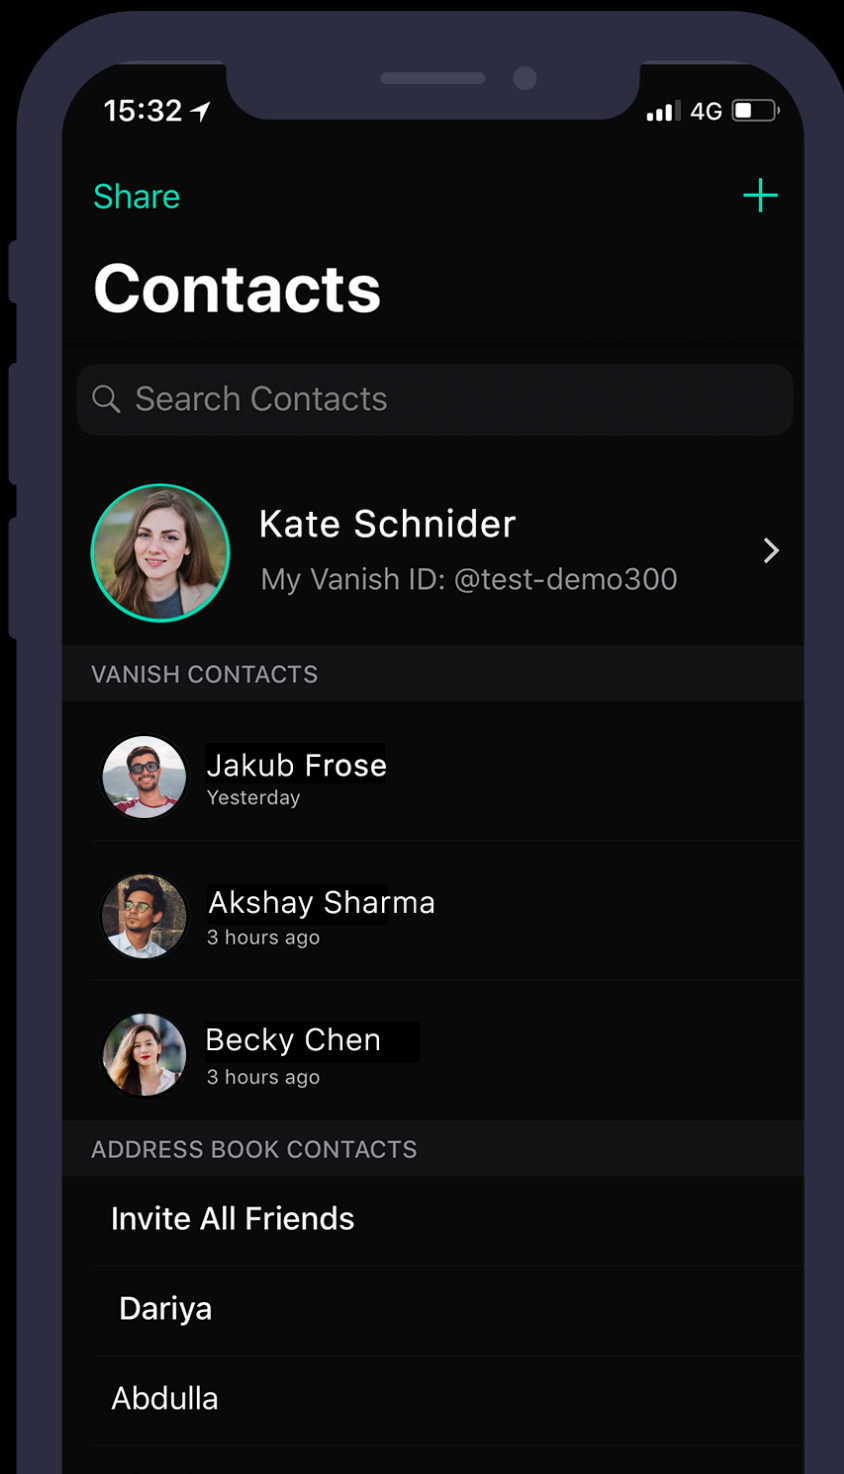 15:32 4G
Share
Contacts
Search Contacts
Kate Schnider
My Vanish ID: @test-demo300
VANISH CONTACTS
Jakub Frose
Yesterday
Akshay Sharma
3 hours ago
Becky Chen
3 hours ago
ADDRESS BOOK CONTACTS
Invite All Friends
Dariya
Abdulla